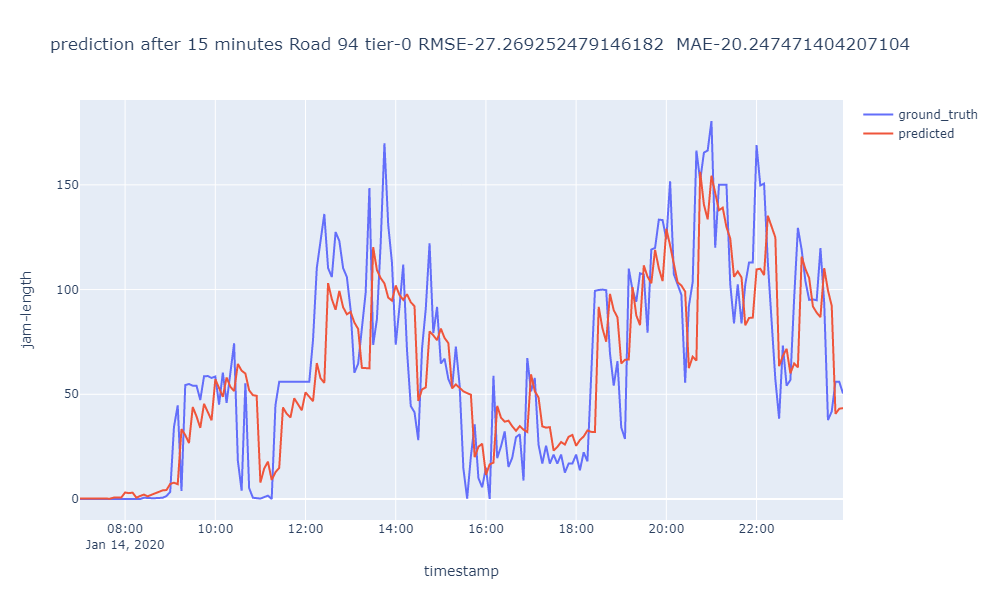 prediction after 15 minutes Road 94 tier-0 RMSE-27.269252479146182  MAE-20.247471404207104
ground_truth
predicted
jam-length
150
100
50
0
08:00 10:00 12:00 14:00 16:00 18:00 20:00 22:00
Jan 14, 2020
timestamp